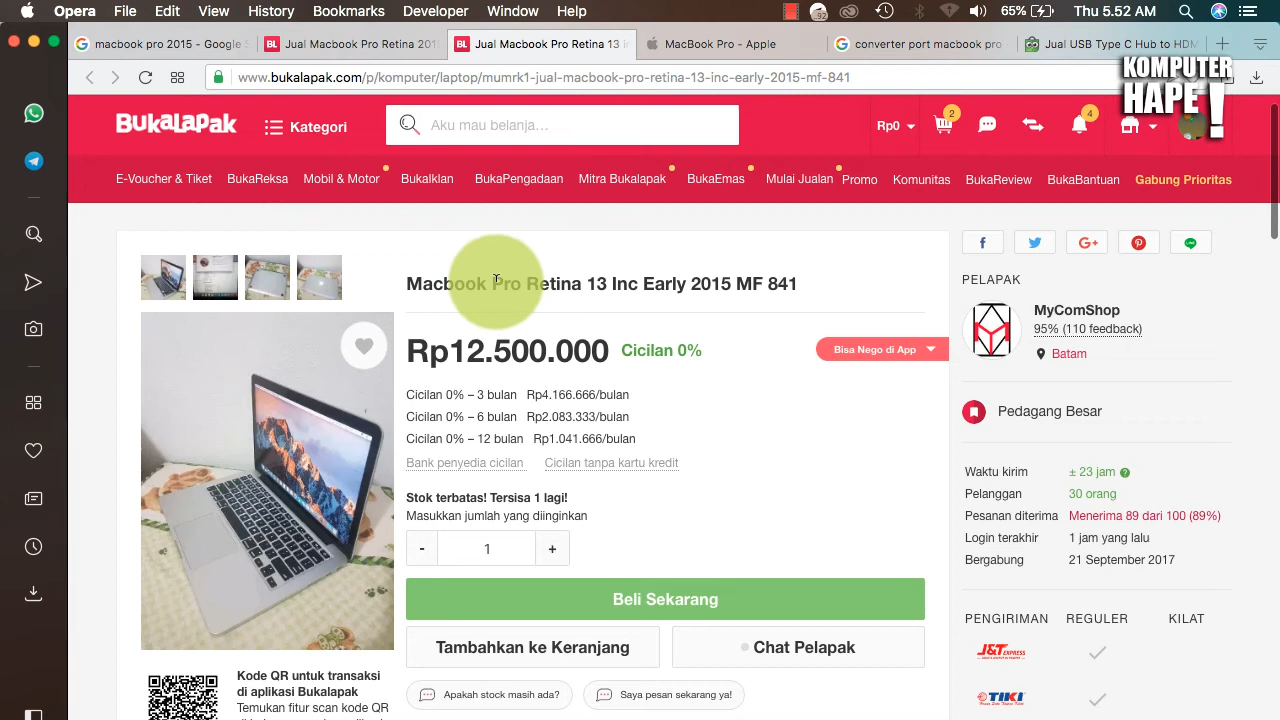 Opera File Edit View History Bookmarks Developer Window Help
52 65% Thu 5.52 AM
macbook pro 2015 - Google
BL Jual Macbook Pro Retina 2015
BL Jual Macbook Pro Retina 13 in
MacBook Pro - Apple
converter port macbook pro
Jual USB Type C Hub to HDM
www.bukalapak.com/p/komputer/laptop/mumrk1-jual-macbook-pro-retina-13-inc-early-2015-mf-841
KOMPUTER
HAPE!
BukaLapak
Kategori
Aku mau belanja...
Rp0
2
4
E-Voucher & Tiket BukaReksa Mobil & Motor BukaIklan BukaPengadaan Mitra Bukalapak BukaEmas Mulai Jualan Promo Komunitas BukaReview BukaBantuan Gabung Prioritas
Macbook Pro Retina 13 Inc Early 2015 MF 841
Rp12.500.000 Cicilan 0%
Bisa Nego di App
Cicilan 0% – 3 bulan Rp4.166.666/bulan
Cicilan 0% – 6 bulan Rp2.083.333/bulan
Cicilan 0% – 12 bulan Rp1.041.666/bulan
Bank penyedia cicilan Cicilan tanpa kartu kredit
Stok terbatas! Tersisa 1 lagi!
Masukkan jumlah yang diinginkan
- 1 +
Beli Sekarang
Tambahkan ke Keranjang
Chat Pelapak
Apakah stock masih ada?
Saya pesan sekarang ya!
Kode QR untuk transaksi
di aplikasi Bukalapak
Temukan fitur scan kode QR
f G+
PELAPAK
MyComShop
95% (110 feedback)
Batam
Pedagang Besar
Waktu kirim ± 23 jam ?
Pelanggan 30 orang
Pesanan diterima Menerima 89 dari 100 (89%)
Login terakhir 1 jam yang lalu
Bergabung 21 September 2017
PENGIRIMAN REGULER KILAT
J&T EXPRESS
TIKI